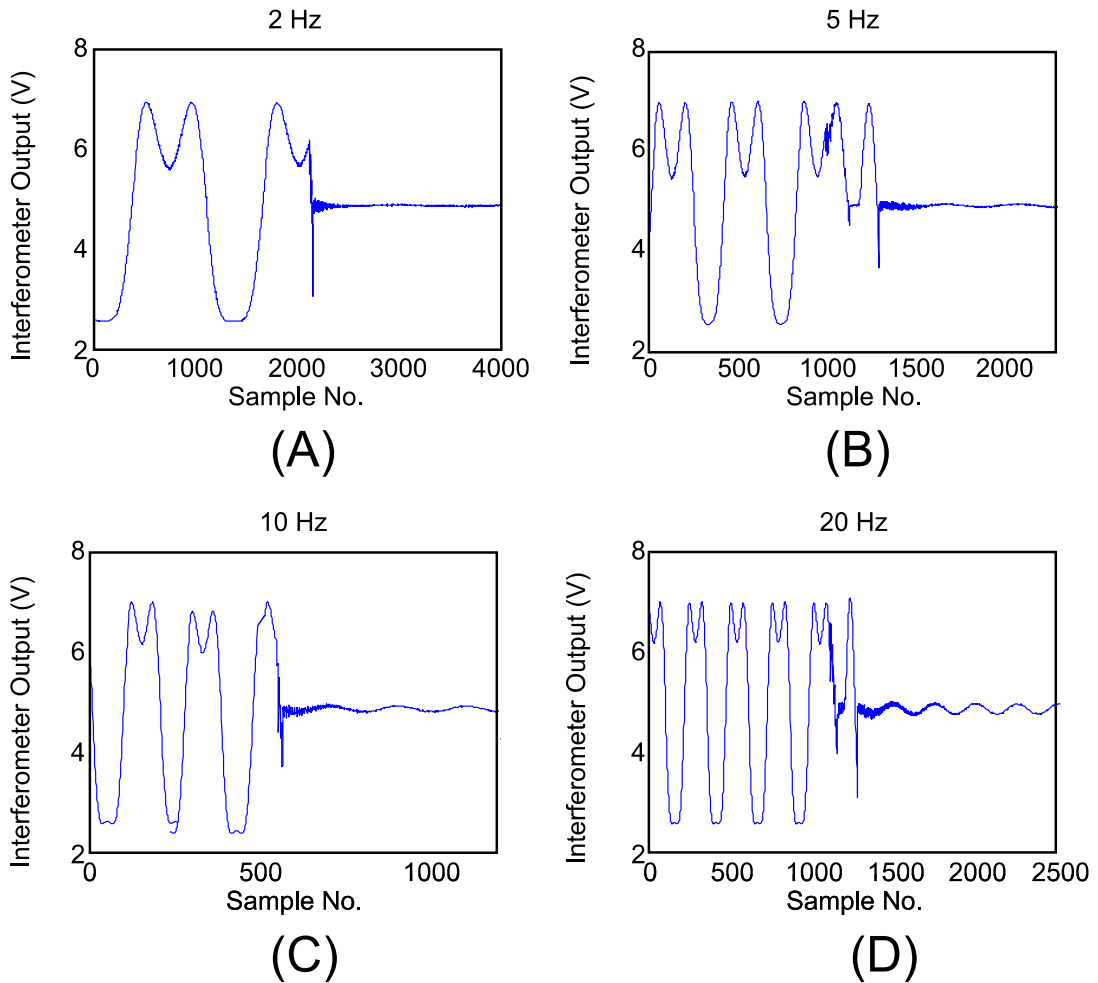 2 Hz
Interferometer Output (V)
8
6
4
2
0 1000 2000 3000 4000
Sample No.
(A)
5 Hz
Interferometer Output (V)
8
6
4
2
0 500 1000 1500 2000
Sample No.
(B)
10 Hz
Interferometer Output (V)
8
6
4
2
0 500 1000
Sample No.
(C)
20 Hz
Interferometer Output (V)
8
6
4
2
0 500 1000 1500 2000 2500
Sample No.
(D)